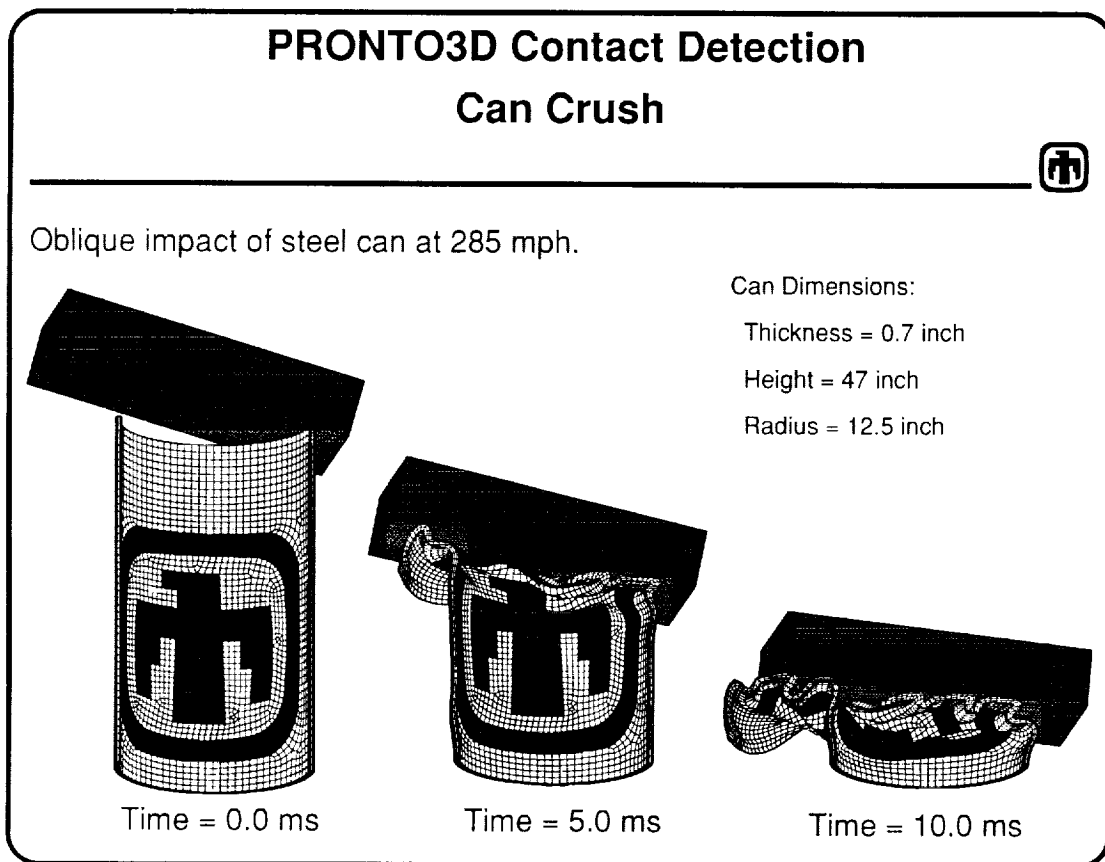 PRONTO3D Contact Detection
Can Crush
Oblique impact of steel can at 285 mph.
Can Dimensions:
Thickness = 0.7 inch
Height = 47 inch
Radius = 12.5 inch
Time = 0.0 ms
Time = 5.0 ms
Time = 10.0 ms